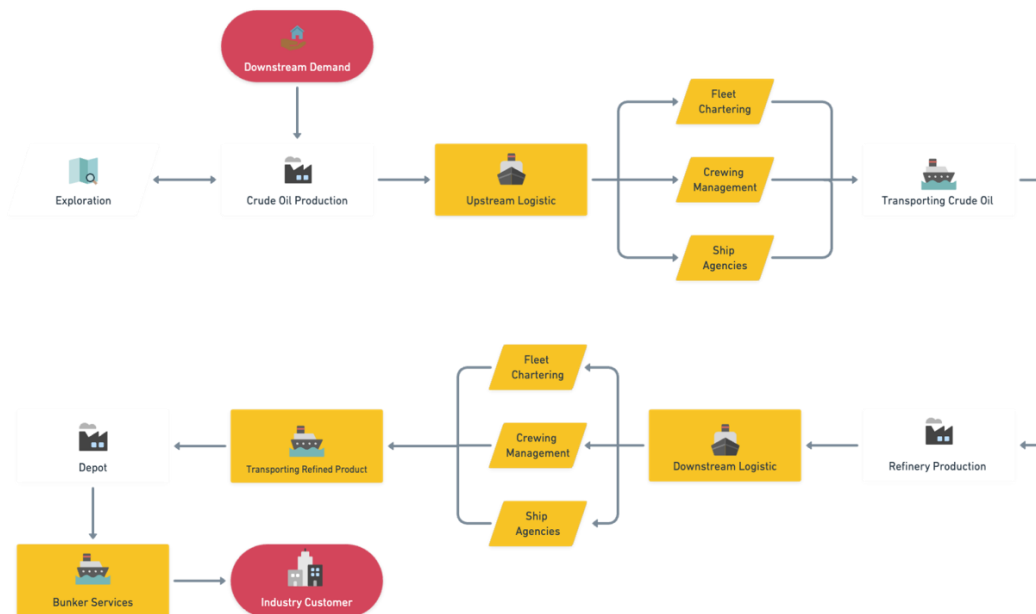 Downstream Demand
Fleet
Chartering
Exploration
Crude Oil Production
Upstream Logistic
Crewing
Management
Transporting Crude Oil
Ship
Agencies
Fleet
Chartering
Depot
Transporting Refined Product
Crewing
Management
Downstream Logistic
Refinery Production
Ship
Agencies
Bunker Services
Industry Customer